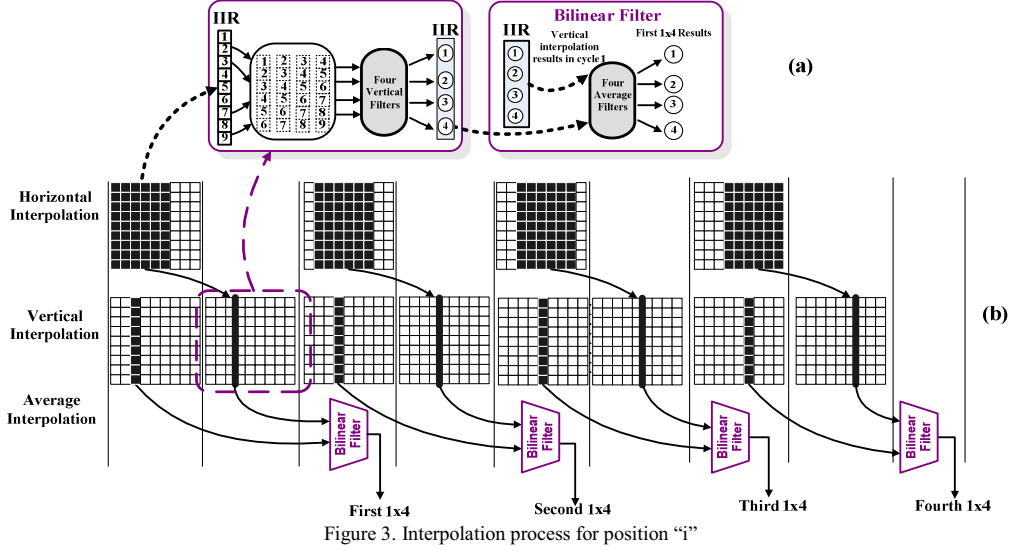 IIR
1
2
3
4
5
6
7
8
9
1 2 3 4
2 3 4 5
3 4 5 6
4 5 6 7
5 6 7 8
6 7 8 9
Four
Vertical
Filters
IIR
1
2
3
4
Bilinear Filter
IIR
1
2
3
4
Vertical
interpolation
results in cycle 1
Four
Average
Filters
First 1x4 Results
1
2
3
4
(a)
Horizontal
Interpolation
Vertical
Interpolation
(b)
Average
Interpolation
Bilinear
Filter
Bilinear
Filter
Bilinear
Filter
Bilinear
Filter
First 1x4
Second 1x4
Third 1x4
Fourth 1x4
Figure 3. Interpolation process for position “i”